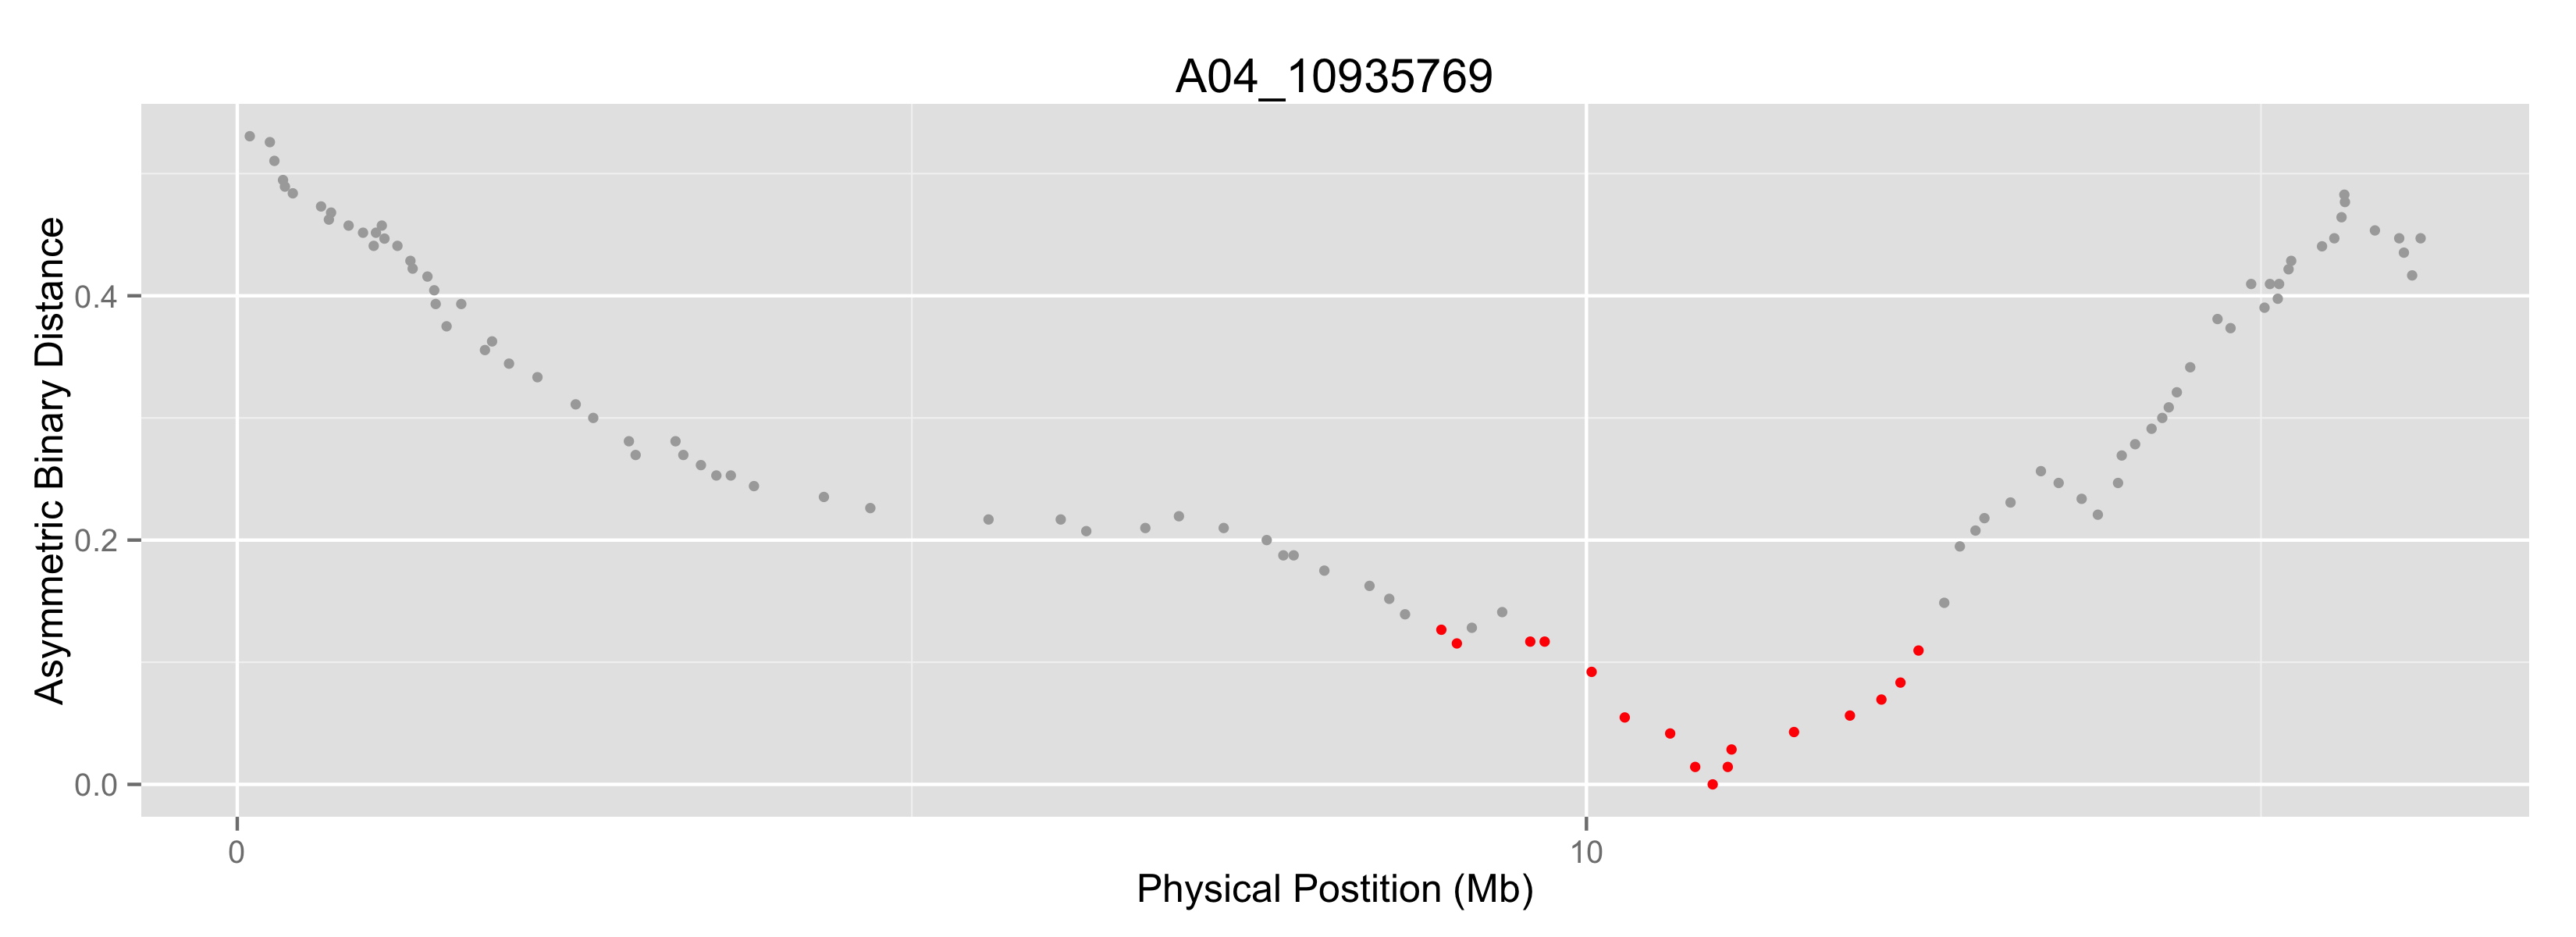 A04_10935769
Asymmetric Binary Distance
0.4
0.2
0.0
0
10
Physical Postition (Mb)